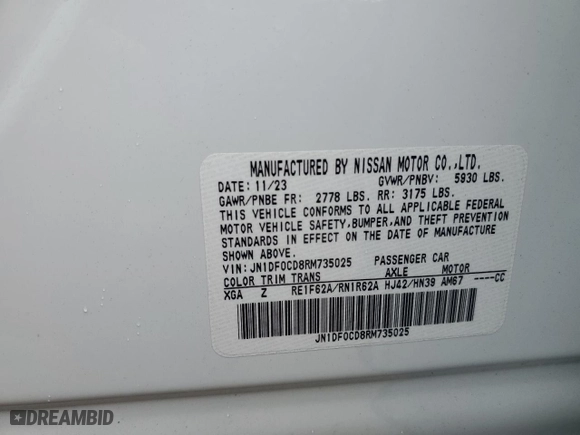 MANUFACTURED BY NISSAN MOTOR CO.,LTD.
DATE: 11/23 GVWR/PNBV: 5930 LBS.
GAWR/PNBE FR: 2778 LBS. RR: 3175 LBS.
THIS VEHICLE CONFORMS TO ALL APPLICABLE FEDERAL
MOTOR VEHICLE SAFETY,BUMPER,AND THEFT PREVENTION
STANDARDS IN EFFECT ON THE DATE OF MANUFACTURE
SHOWN ABOVE.
VIN: JN1DF0CD8RM735025 PASSENGER CAR
COLOR TRIM TRANS AXLE MOTOR
XGA Z RE1F62A/RN1R62A HJ42/HN39 AM67 ----CC
JN1DF0CD8RM735025
DREAMBID